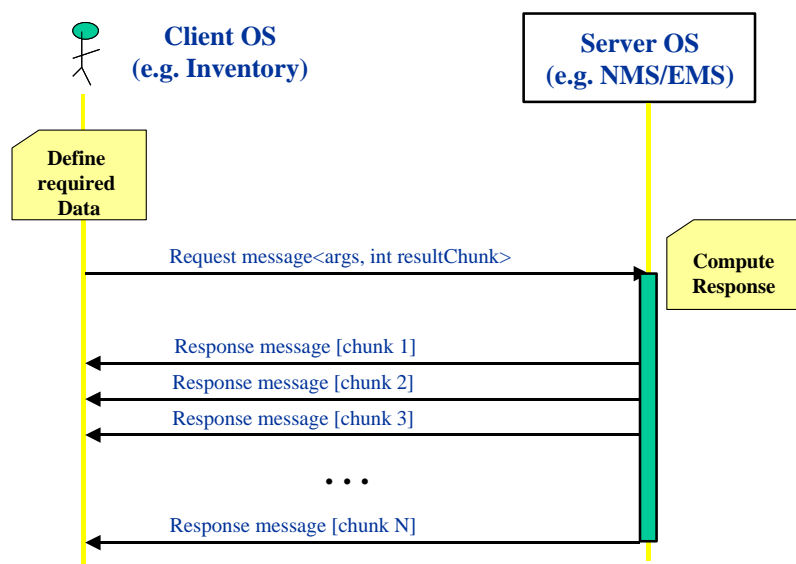 Client OS
(e.g. Inventory)
Server OS
(e.g. NMS/EMS)
Define
required
Data
Request message<args, int resultChunk>
Compute
Response
Response message [chunk 1]
Response message [chunk 2]
Response message [chunk 3]
...
Response message [chunk N]